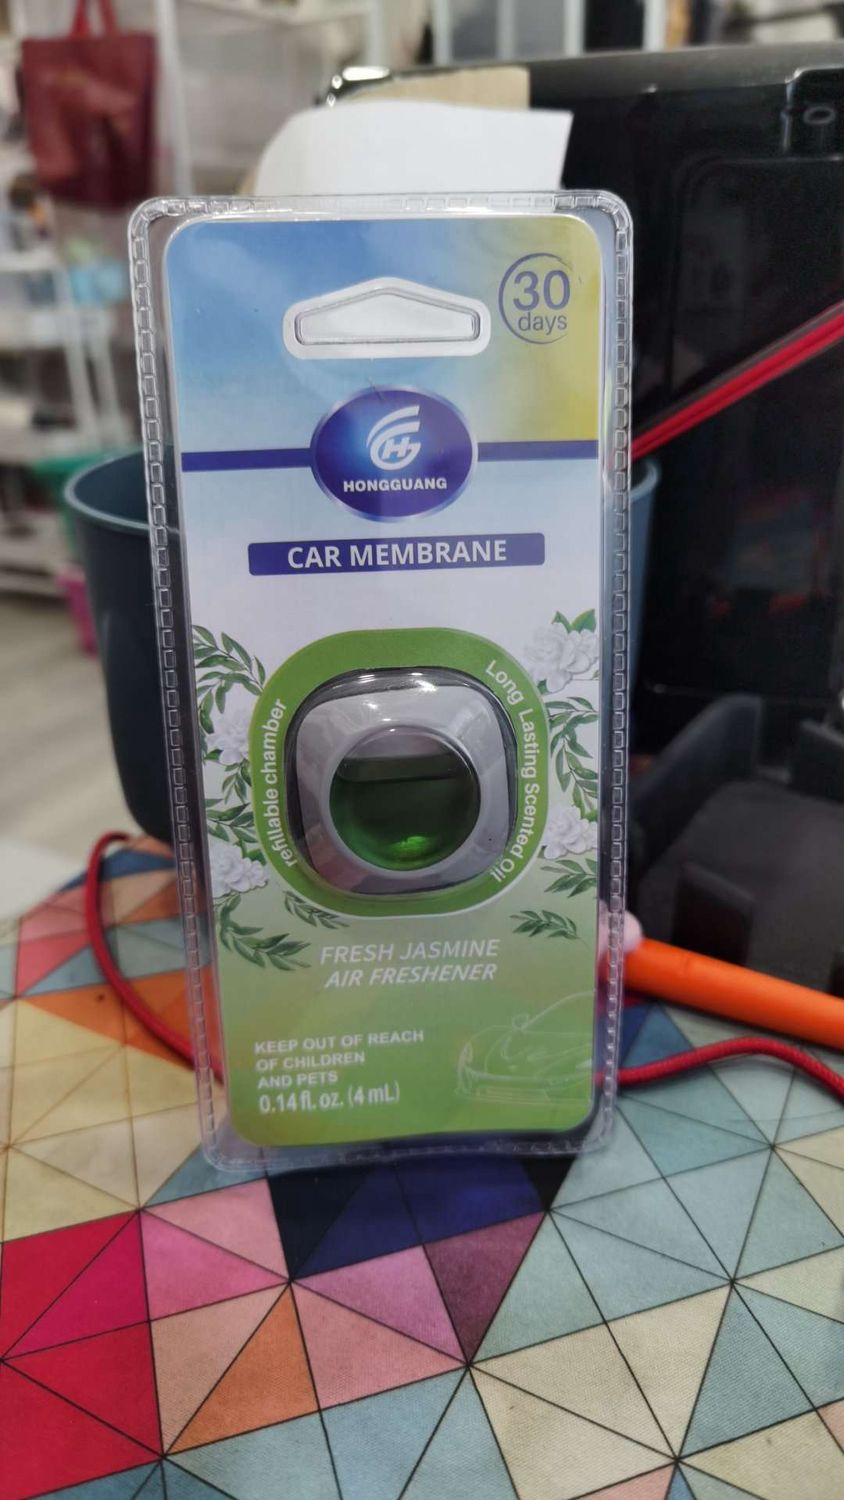 30
days
HONGGUANG
CAR MEMBRANE
refillable chamber
Long Lasting Scented Oil
FRESH JASMINE
AIR FRESHENER
KEEP OUT OF REACH
OF CHILDREN
AND PETS
0.14 fl. oz. (4 mL)